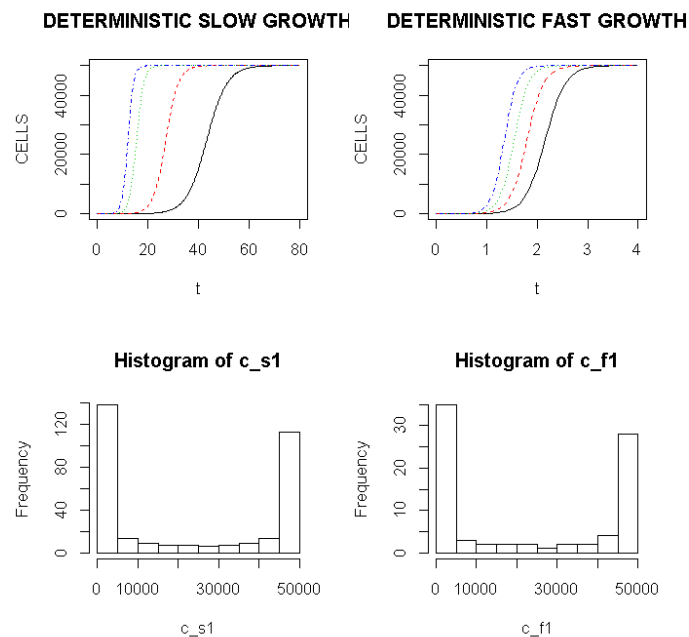 DETERMINISTIC SLOW GROWTH
CELLS
0
20000
40000
0 20 40 60 80
t
DETERMINISTIC FAST GROWTH
CELLS
0
20000
40000
0 1 2 3 4
t
Histogram of c_s1
Frequency
0
40
80
120
0 10000 30000 50000
c_s1
Histogram of c_f1
Frequency
0
10
20
30
0 10000 30000 50000
c_f1